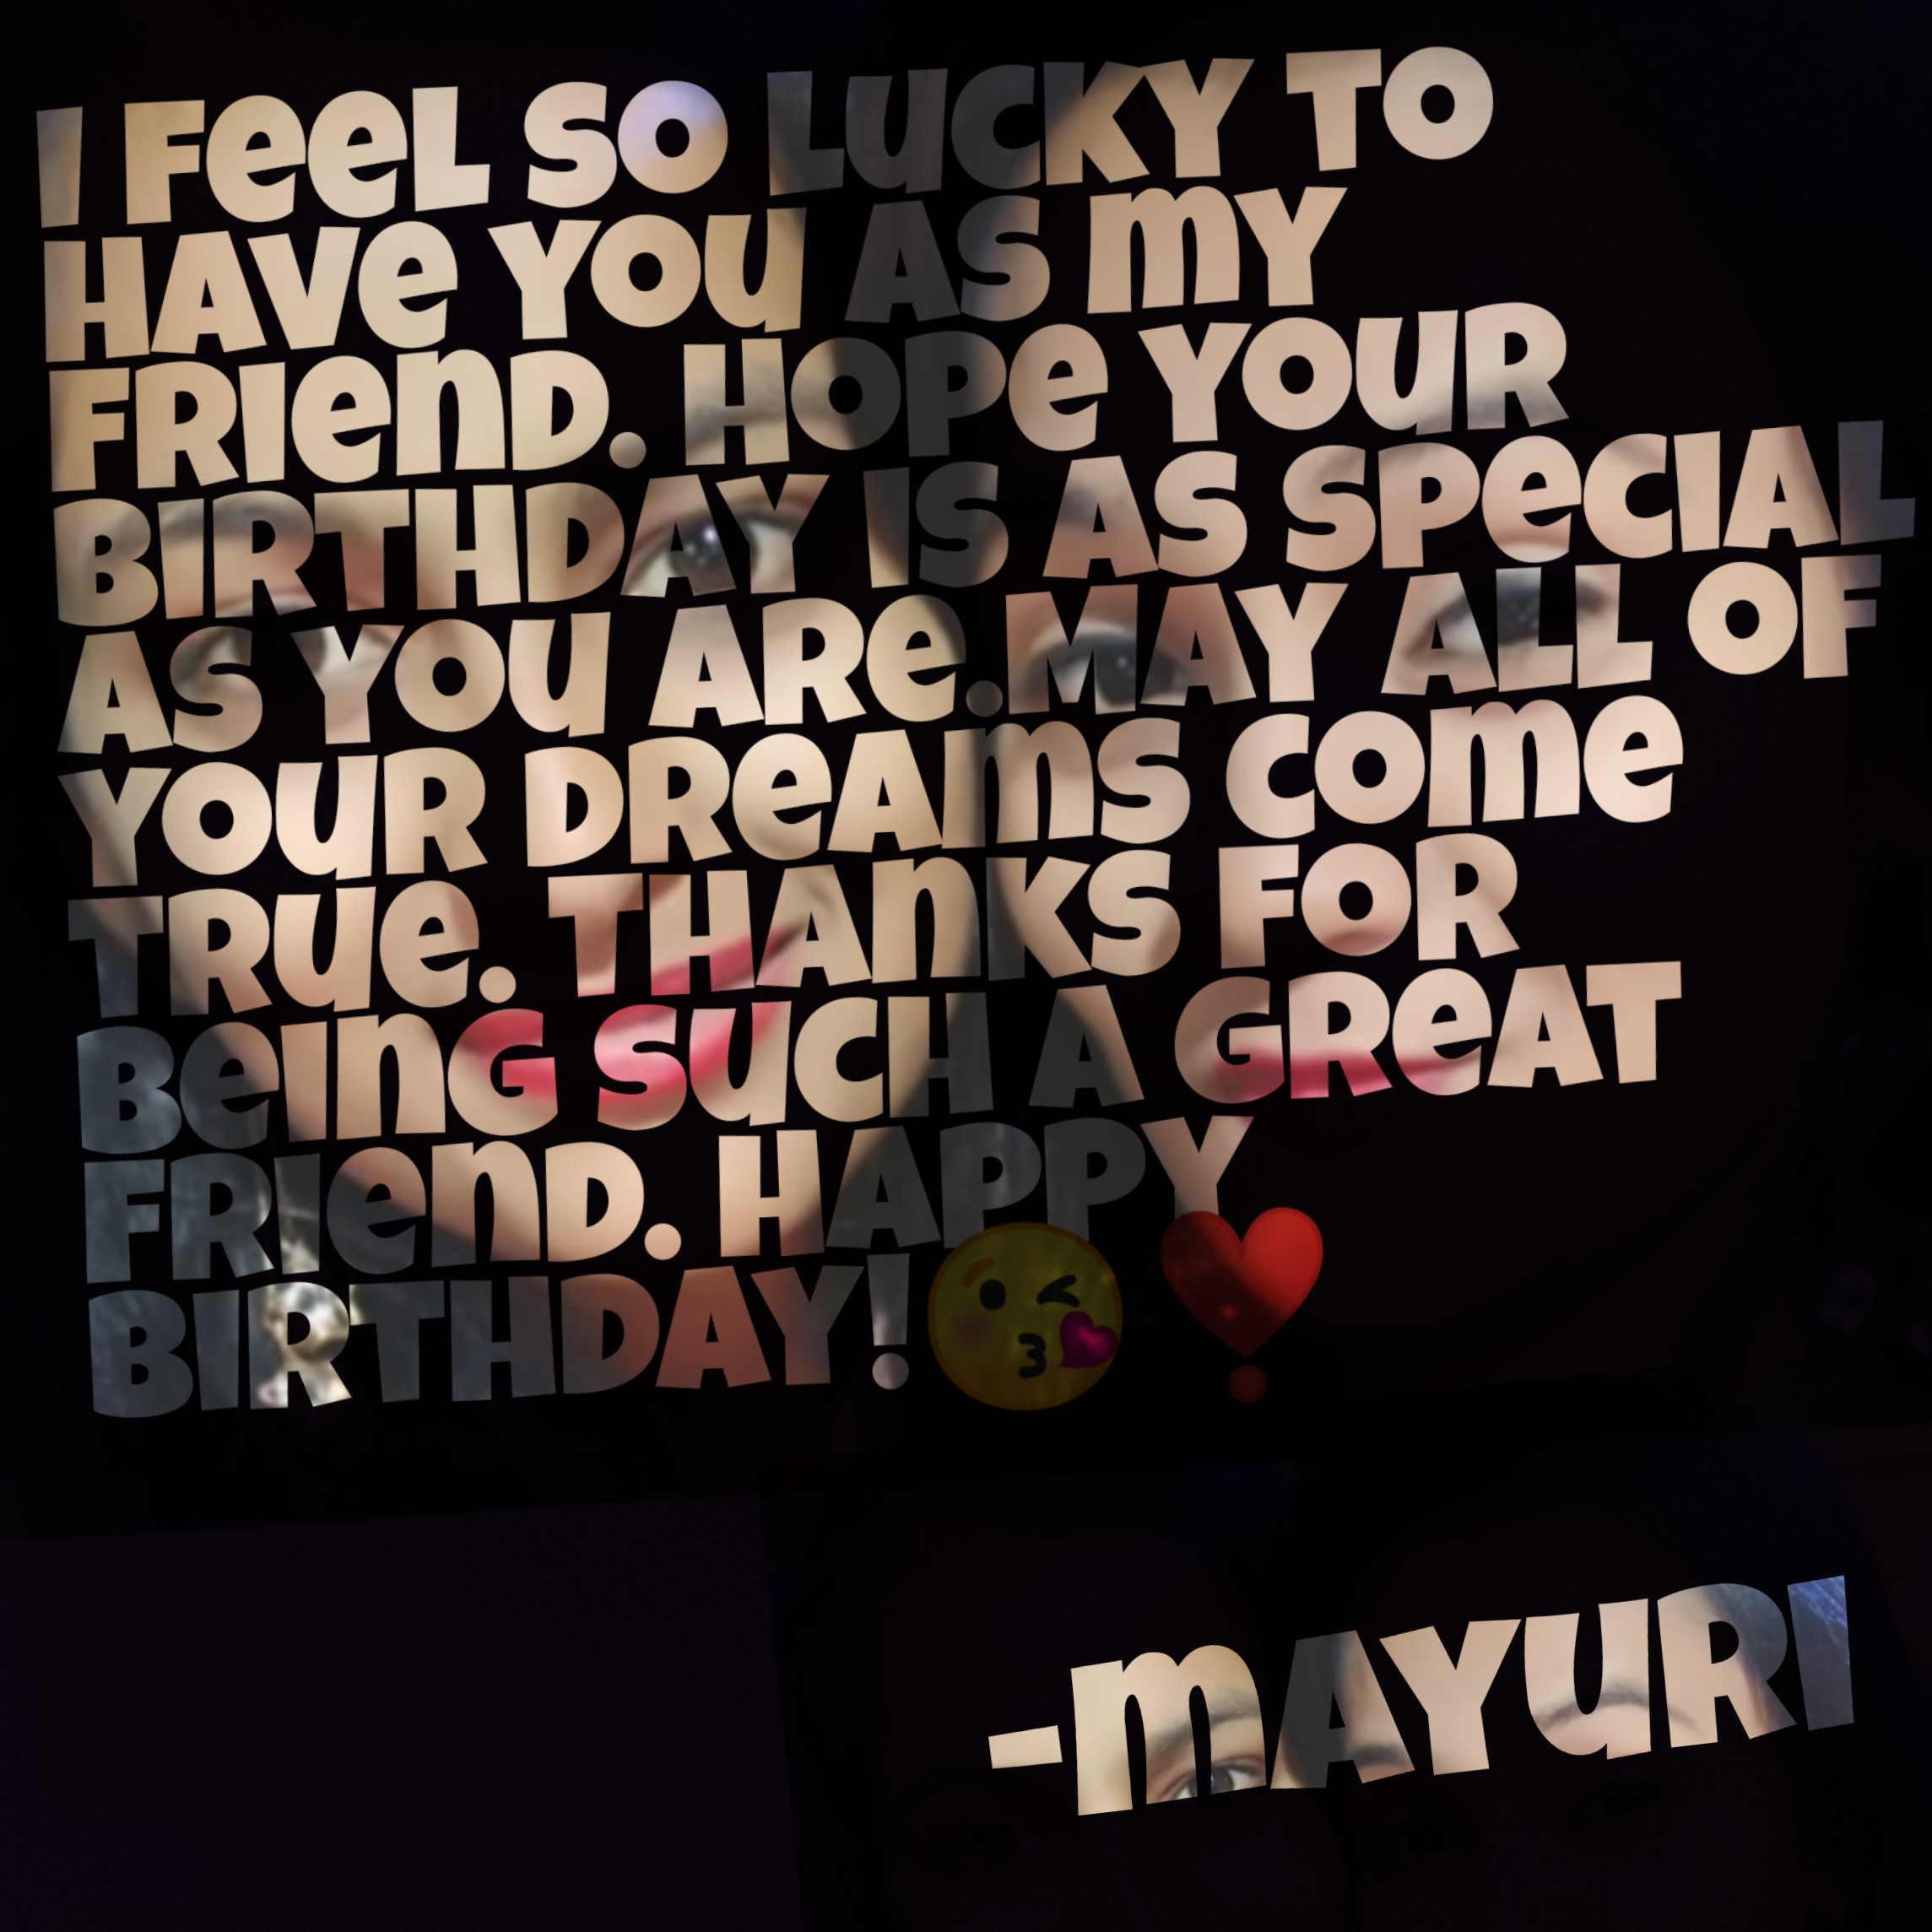 I FEEL SO LUCKY TO
HAVE YOU AS MY
FRIEND. HOPE YOUR
BIRTHDAY IS AS SPECIAL
AS YOU ARE.MAY ALL OF
YOUR DREAMS COME
TRUE. THANKS FOR
BEING SUCH A GREAT
FRIEND. HAPPY
BIRTHDAY! 😘 ❣️
-MAYURI